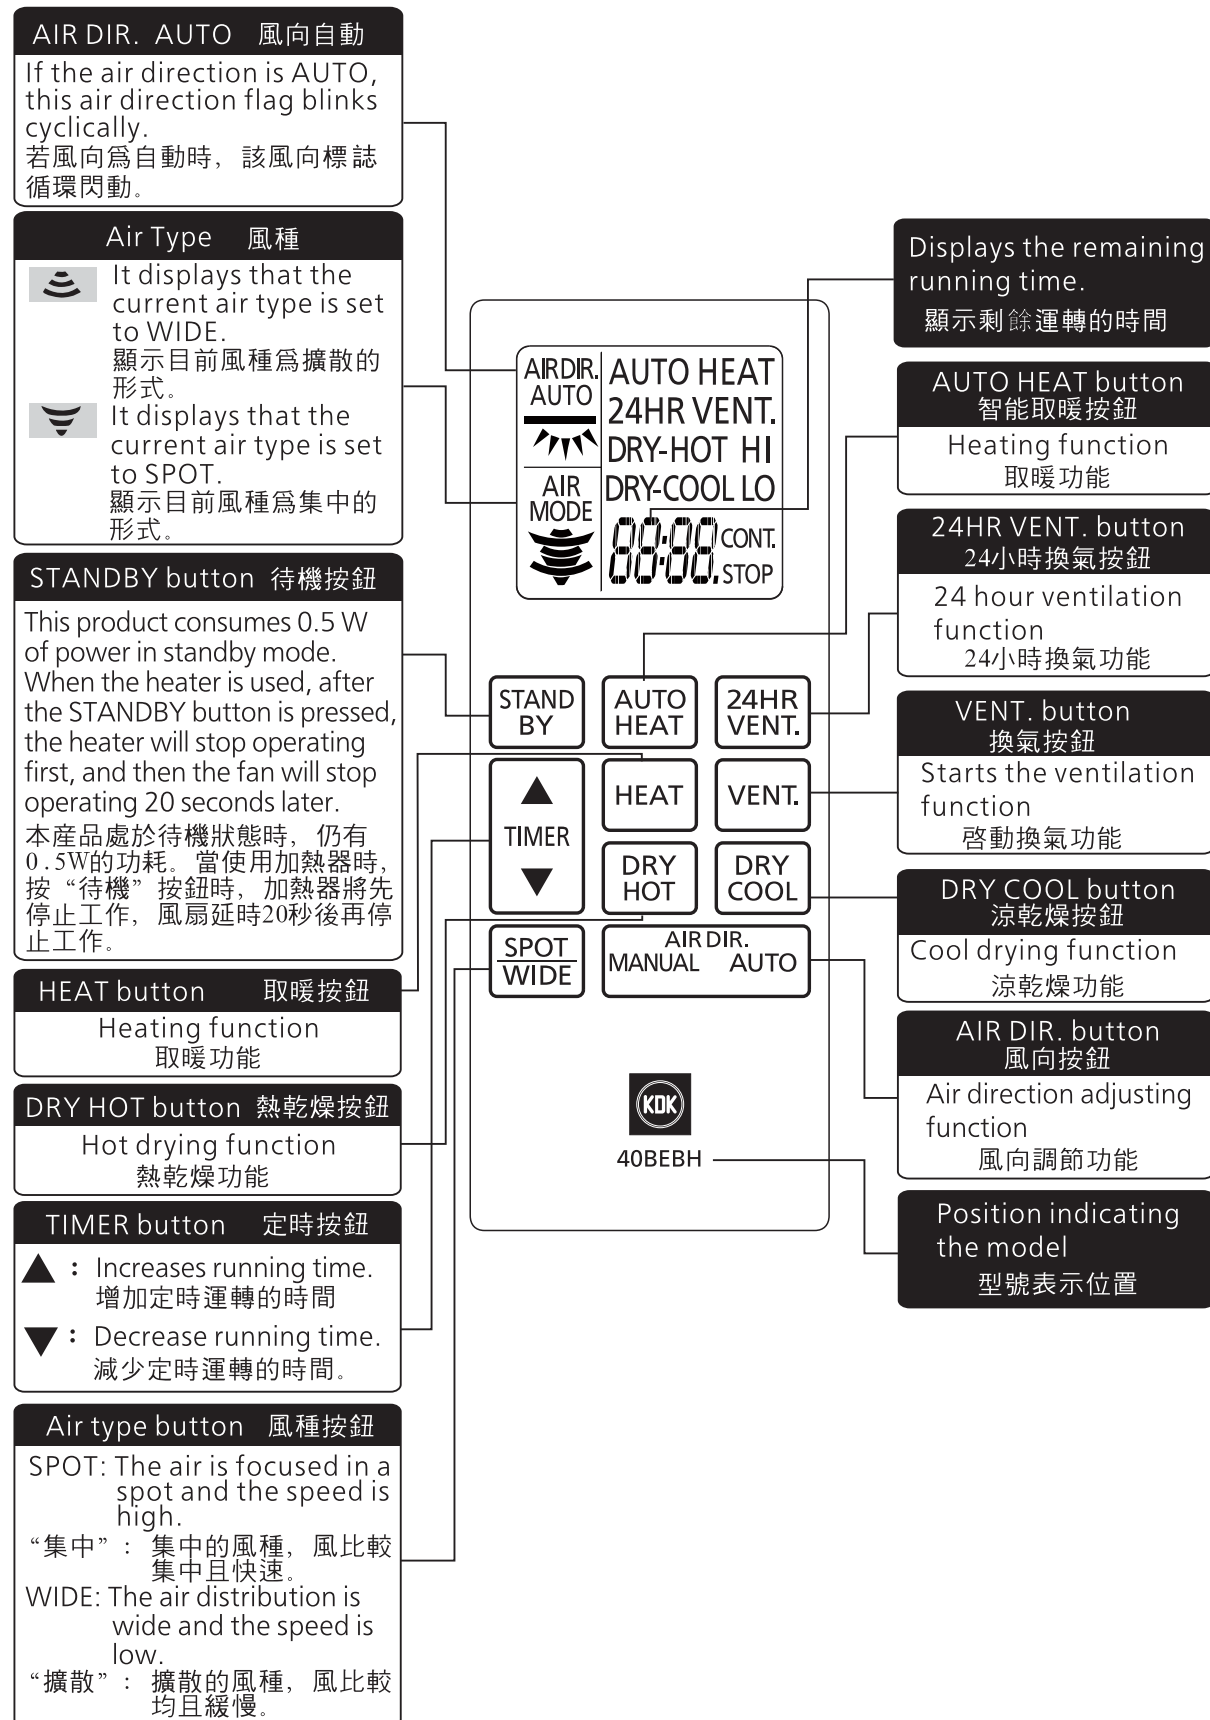 AIR DIR. AUTO 風向自動
If the air direction is AUTO,
this air direction flag blinks
cyclically.
若風向爲自動時，該風向標誌
循環閃動。
Air Type 風種
It displays that the
current air type is set
to WIDE.
顯示目前風種爲擴散的
形式。
It displays that the
current air type is set
to SPOT.
顯示目前風種爲集中的
形式。
STANDBY button 待機按鈕
This product consumes 0.5 W
of power in standby mode.
When the heater is used, after
the STANDBY button is pressed,
the heater will stop operating
first, and then the fan will stop
operating 20 seconds later.
本産品處於待機狀態時，仍有
0.5W的功耗。當使用加熱器時，
按“待機”按鈕時，加熱器將先
停止工作，風扇延時20秒後再停
止工作。
HEAT button 取暖按鈕
Heating function
取暖功能
DRY HOT button 熱乾燥按鈕
Hot drying function
熱乾燥功能
TIMER button 定時按鈕
▲ : Increases running time.
增加定時運轉的時間
▼ : Decrease running time.
減少定時運轉的時間。
Air type button 風種按鈕
SPOT: The air is focused in a
spot and the speed is
high.
“集中”：集中的風種，風比較
集中且快速。
WIDE: The air distribution is
wide and the speed is
low.
“擴散”：擴散的風種，風比較
均且緩慢。
AIR DIR.
AUTO
AIR
MODE
AUTO HEAT
24HR VENT.
DRY-HOT HI
DRY-COOL LO
88:88. CONT.
STOP
STAND
BY
AUTO
HEAT
24HR
VENT.
▲
TIMER
▼
HEAT
VENT.
DRY
HOT
DRY
COOL
SPOT
WIDE
AIR DIR.
MANUAL AUTO
KDK
40BEBH
Displays the remaining
running time.
顯示剩餘運轉的時間
AUTO HEAT button
智能取暖按鈕
Heating function
取暖功能
24HR VENT. button
24小時換氣按鈕
24 hour ventilation
function
24小時換氣功能
VENT. button
換氣按鈕
Starts the ventilation
function
啓動換氣功能
DRY COOL button
涼乾燥按鈕
Cool drying function
涼乾燥功能
AIR DIR. button
風向按鈕
Air direction adjusting
function
風向調節功能
Position indicating
the model
型號表示位置